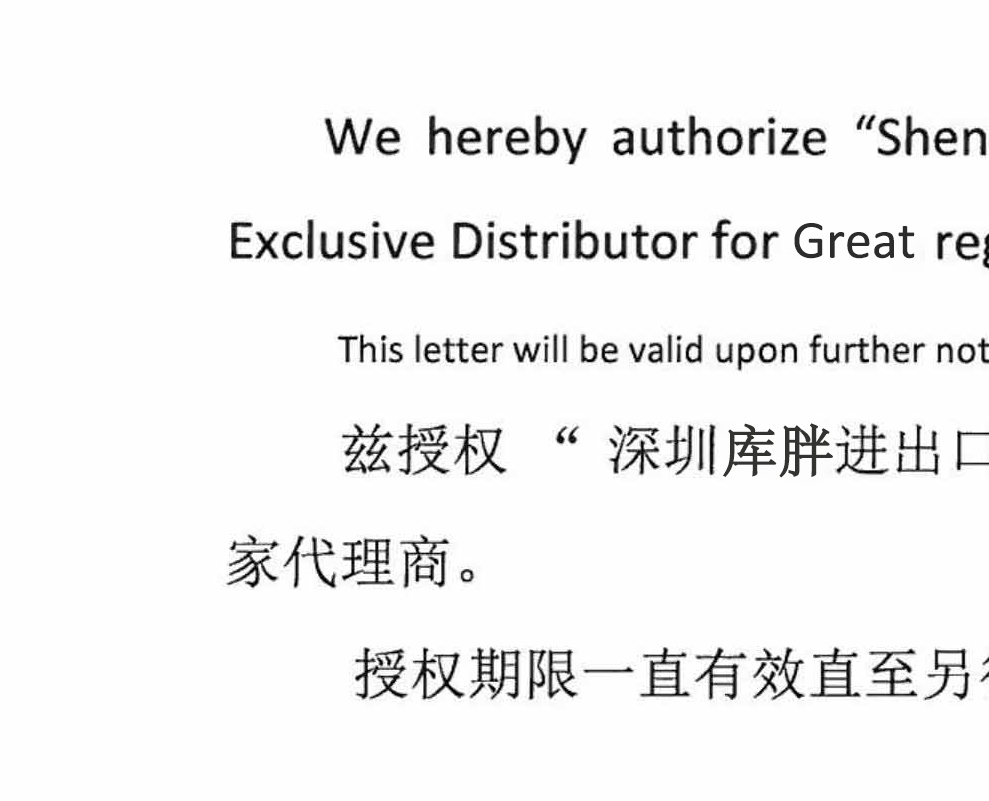 We hereby authorize “Shen
Exclusive Distributor for Great reg
This letter will be valid upon further not
兹授权 “ 深圳库胖进出口
家代理商。
授权期限一直有效直至另